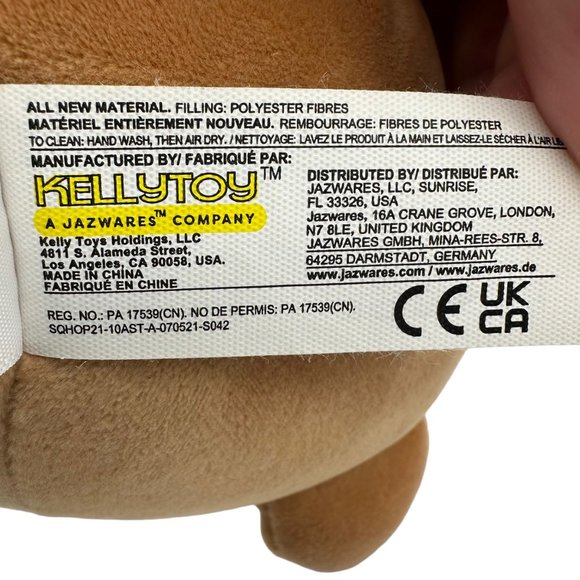 ALL NEW MATERIAL. FILLING: POLYESTER FIBRES
MATÉRIEL ENTIÈREMENT NOUVEAU. REMBOURRAGE: FIBRES DE POLYESTER
TO CLEAN: HAND WASH, THEN AIR DRY. / NETTOYAGE: LAVEZ LE PRODUIT À LA MAIN ET LAISSEZ-LE SÉCHER À L'AIR
MANUFACTURED BY/ FABRIQUÉ PAR:
KELLYTOY™
A JAZWARES™ COMPANY
Kelly Toys Holdings, LLC
4811 S. Alameda Street,
Los Angeles, CA 90058, USA.
MADE IN CHINA
FABRIQUÉ EN CHINE
DISTRIBUTED BY/ DISTRIBUÉ PAR:
JAZWARES, LLC, SUNRISE,
FL 33326, USA
Jazwares, 16A CRANE GROVE, LONDON,
N7 8LE, UNITED KINGDOM
JAZWARES GMBH, MINA-REES-STR. 8,
64295 DARMSTADT, GERMANY
www.jazwares.com / www.jazwares.de
REG. NO.: PA 17539(CN). NO DE PERMIS: PA 17539(CN).
SQHOP21-10AST-A-070521-S042
CE UK
CA